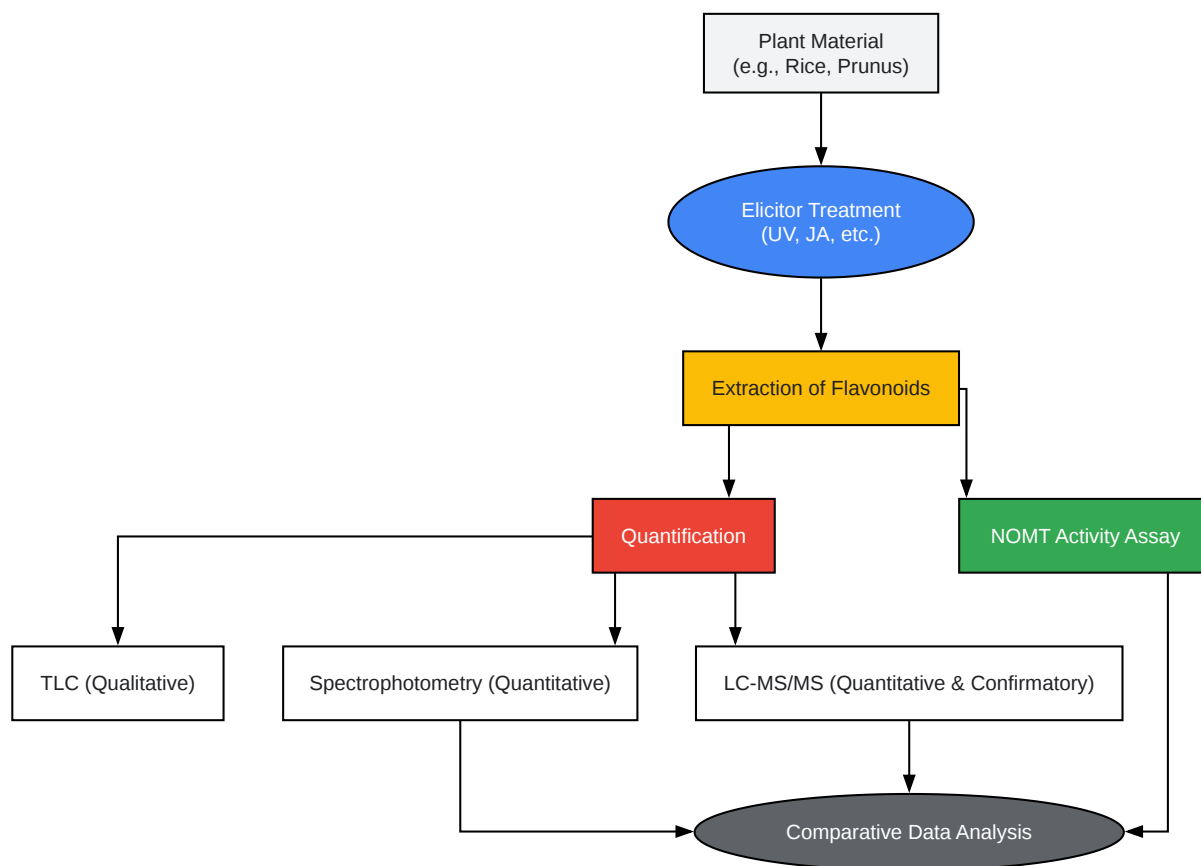 Plant Material
(e.g., Rice, Prunus)
Elicitor Treatment
(UV, JA, etc.)
Extraction of Flavonoids
Quantification
NOMT Activity Assay
TLC (Qualitative)
Spectrophotometry (Quantitative)
LC-MS/MS (Quantitative & Confirmatory)
Comparative Data Analysis